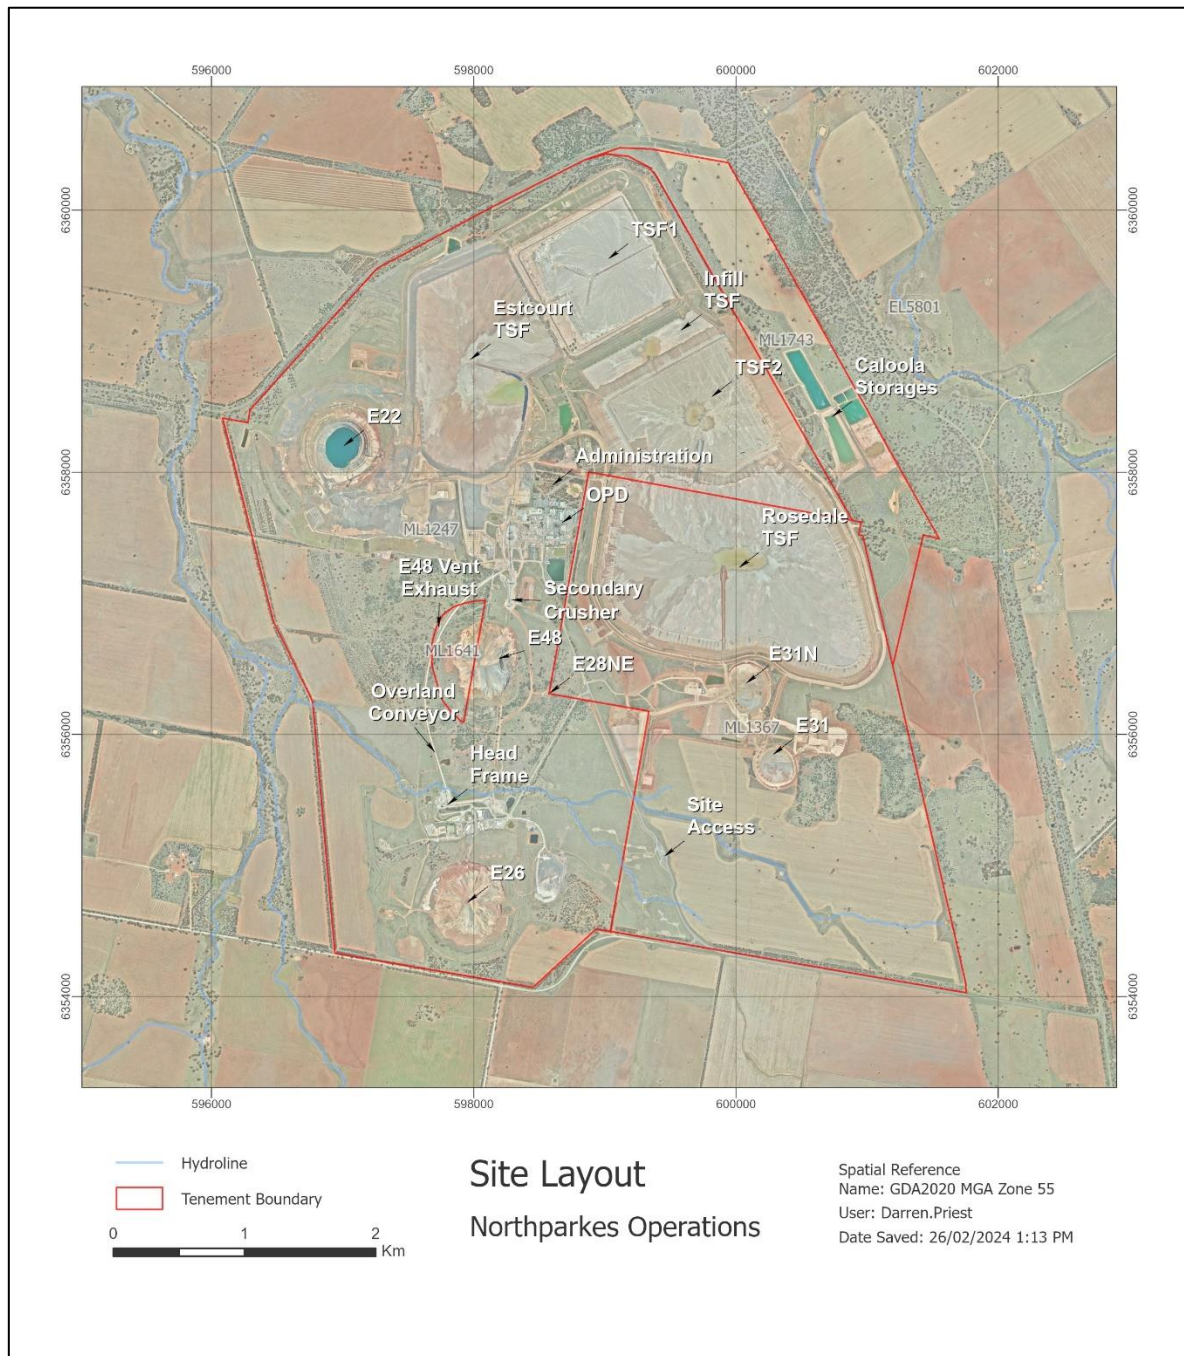 596000
598000
600000
602000
6360000
6360000
TSF1
Infill
TSF
Estcourt
TSF
EL5801
ML1743
TSF2
Caloola
Storages
E22
Administration
6358000
6358000
OPD
Rosedale
TSF
ML1247
E48 Vent
Exhaust
Secondary
Crusher
E48
ML1641
E28NE
E31N
Overland
Conveyor
ML1367
E31
6356000
6356000
Head
Frame
Site
Access
E26
6354000
6354000
596000
598000
600000
602000
Hydroline
Tenement Boundary
0
1
2
Km
Site Layout
Northparkes Operations
Spatial Reference
Name: GDA2020 MGA Zone 55
User: Darren.Priest
Date Saved: 26/02/2024 1:13 PM